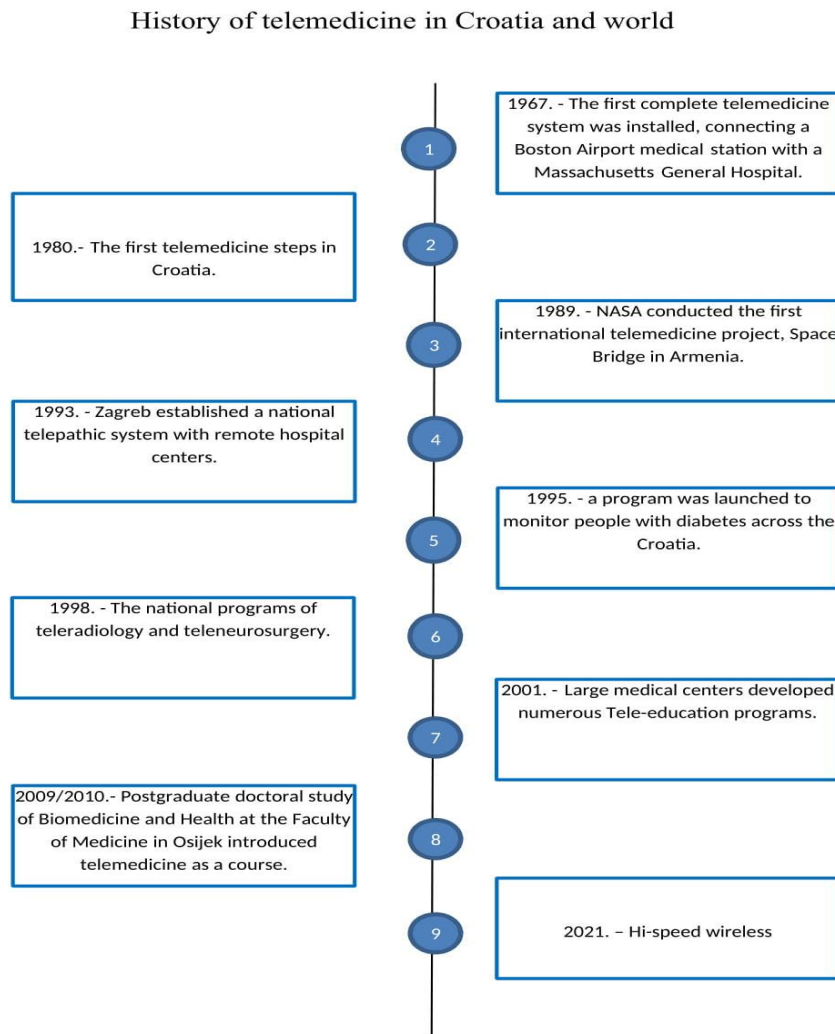 History of telemedicine in Croatia and world
1
1967. - The first complete telemedicine
system was installed, connecting a
Boston Airport medical station with a
Massachusetts General Hospital.
2
1980.- The first telemedicine steps in
Croatia.
3
1989. - NASA conducted the first
international telemedicine project, Space
Bridge in Armenia.
4
1993. - Zagreb established a national
telepathic system with remote hospital
centers.
5
1995. - a program was launched to
monitor people with diabetes across the
Croatia.
6
1998. - The national programs of
teleradiology and teleneurosurgery.
7
2001. - Large medical centers developed
numerous Tele-education programs.
8
2009/2010.- Postgraduate doctoral study
of Biomedicine and Health at the Faculty
of Medicine in Osijek introduced
telemedicine as a course.
9
2021. – Hi-speed wireless